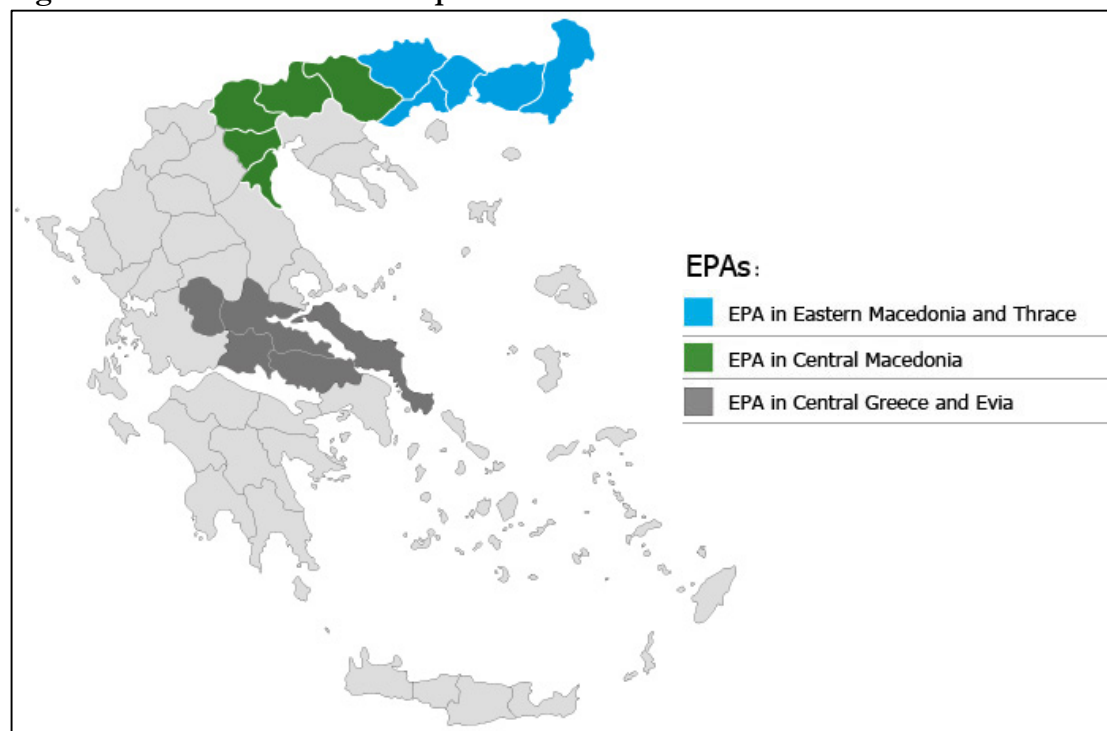 EPAs:
EPA in Eastern Macedonia and Thrace
EPA in Central Macedonia
EPA in Central Greece and Evia